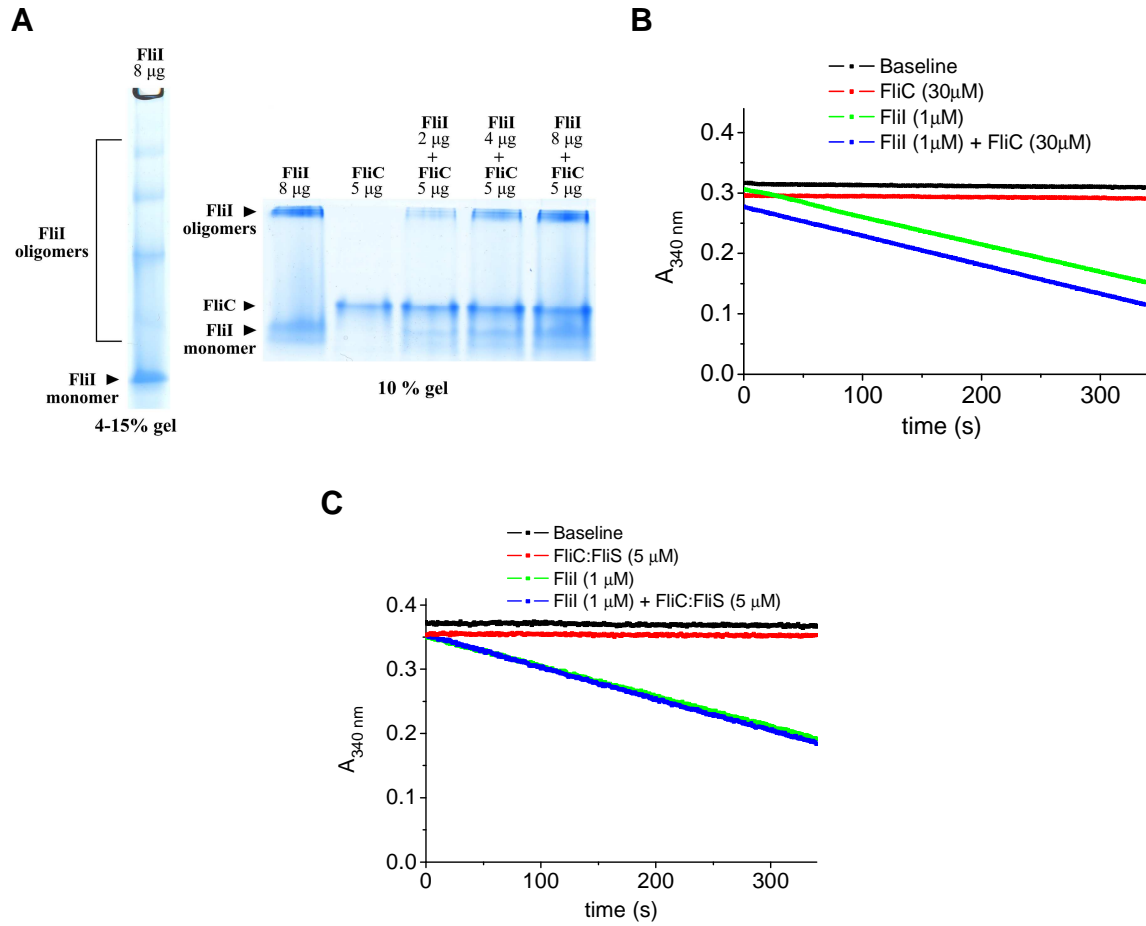 A
FliI
8 µg
FliI
oligomers
FliI
monomer
4-15% gel
FliI
8 µg
FliC
5 µg
FliI
2 µg
+
FliC
5 µg
FliI
4 µg
+
FliC
5 µg
FliI
8 µg
+
FliC
5 µg
FliI
oligomers
FliC
FliI
monomer
10 % gel
B
Baseline
FliC (30µM)
FliI (1µM)
FliI (1µM) + FliC (30µM)
0.4
0.3
0.2
0.1
0.0
A340 nm
0 100 200 300
time (s)
C
Baseline
FliC:FliS (5 µM)
FliI (1 µM)
FliI (1 µM) + FliC:FliS (5 µM)
0.4
0.3
0.2
0.1
0.0
A340 nm
0 100 200 300
time (s)